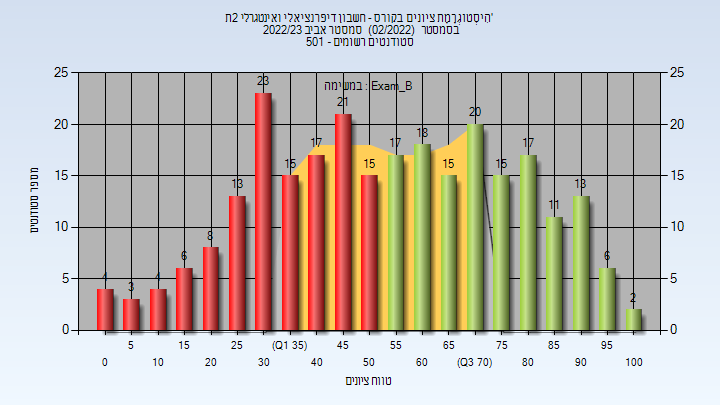 היסטוגרמת ציונים בקורס - חשבון דיפרנציאלי ואינטגרלי 2ת'
בסמסטר (02/2022) סמסטר אביב 2022/23
סטודנטים רשומים - 501
במשימה : Exam_B
מספר סטודנטים
25 20 15 10 5 0
4 3 4 6 8 13 23 15 17 21 15 17 18 15 20 15 17 11 13 6 2
25 20 15 10 5 0
5 15 25 (Q1 35) 45 55 65 75 85 95
0 10 20 30 40 50 60 (Q3 70) 80 90 100
טווח ציונים